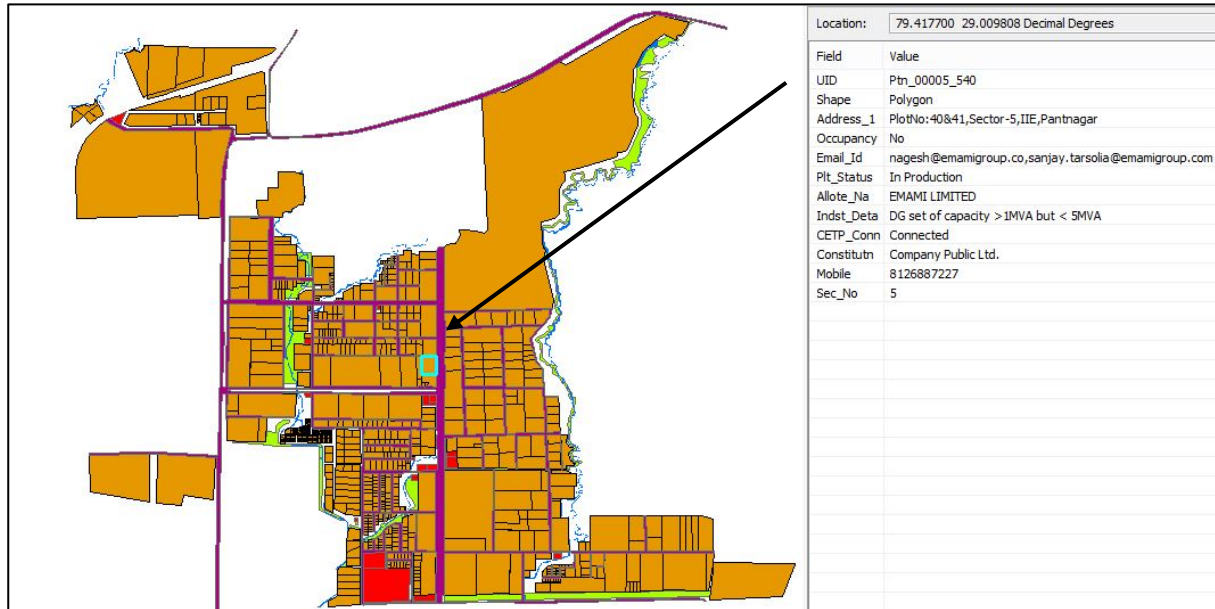 Location: 79.417700 29.009808 Decimal Degrees
Field Value
UID Ptn_00005_540
Shape Polygon
Address_1 PlotNo:40&41,Sector-5,IIE,Pantnagar
Occupancy No
Email_Id nagesh@emamigroup.co,sanjay.tarsolia@emamigroup.com
Plt_Status In Production
Allote_Na EMAMI LIMITED
Indst_Deta DG set of capacity >1MVA but < 5MVA
CETP_Conn Connected
Constitutn Company Public Ltd.
Mobile 8126887227
Sec_No 5